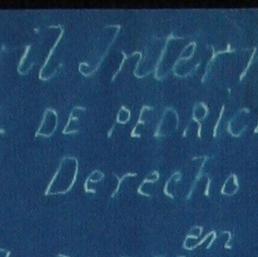 il Inter
DE PEDRIC
Derecho
en